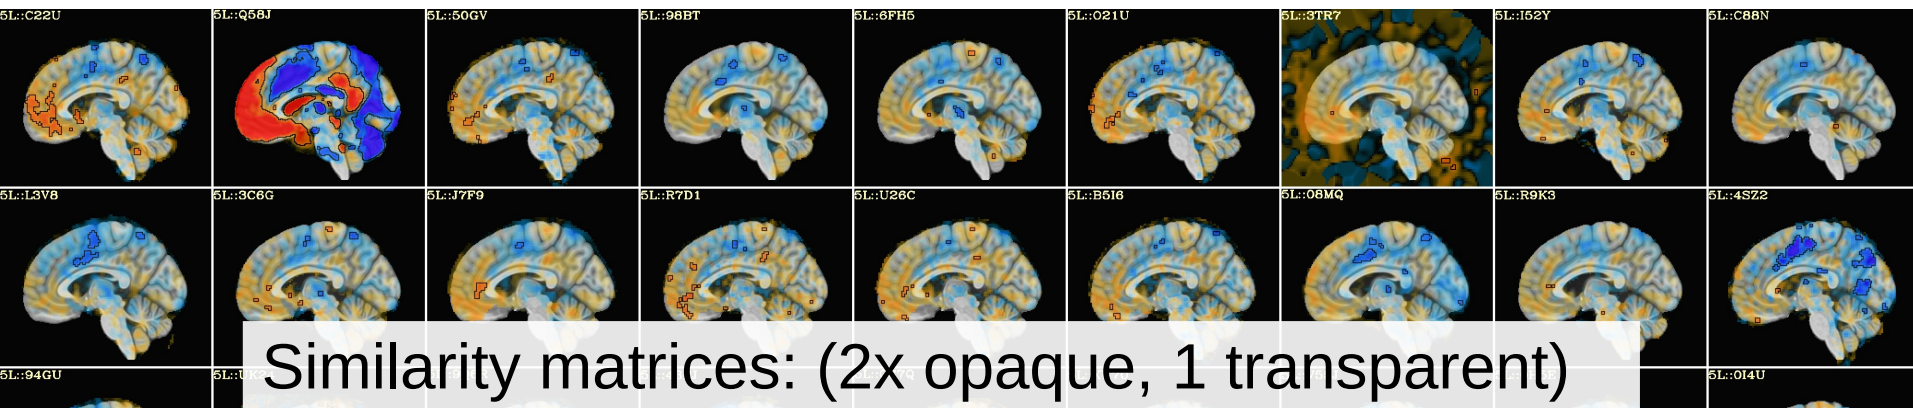 5L::C22U
5L::Q58J
5L::50GV
5L::98BT
5L::6FH5
5L::O21U
5L::3TR7
5L::I52Y
5L::C88N
5L::L3V8
5L::3C6G
5L::J7F9
5L::R7D1
5L::U26C
5L::B5I6
5L::08MQ
5L::R9K3
5L::4SZ2
Similarity matrices: (2x opaque, 1 transparent)
5L::94GU
5L::0I4U